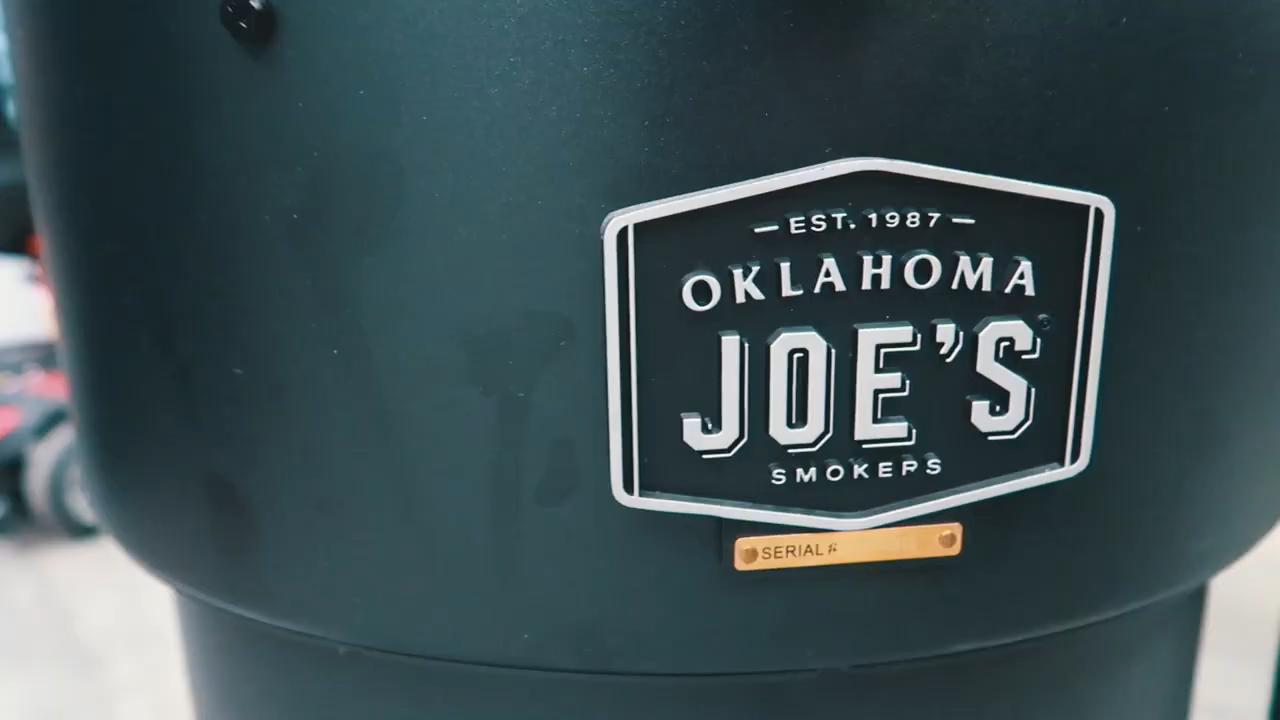 — EST. 1987 —
OKLAHOMA
JOE'S
SMOKERS
SERIAL #